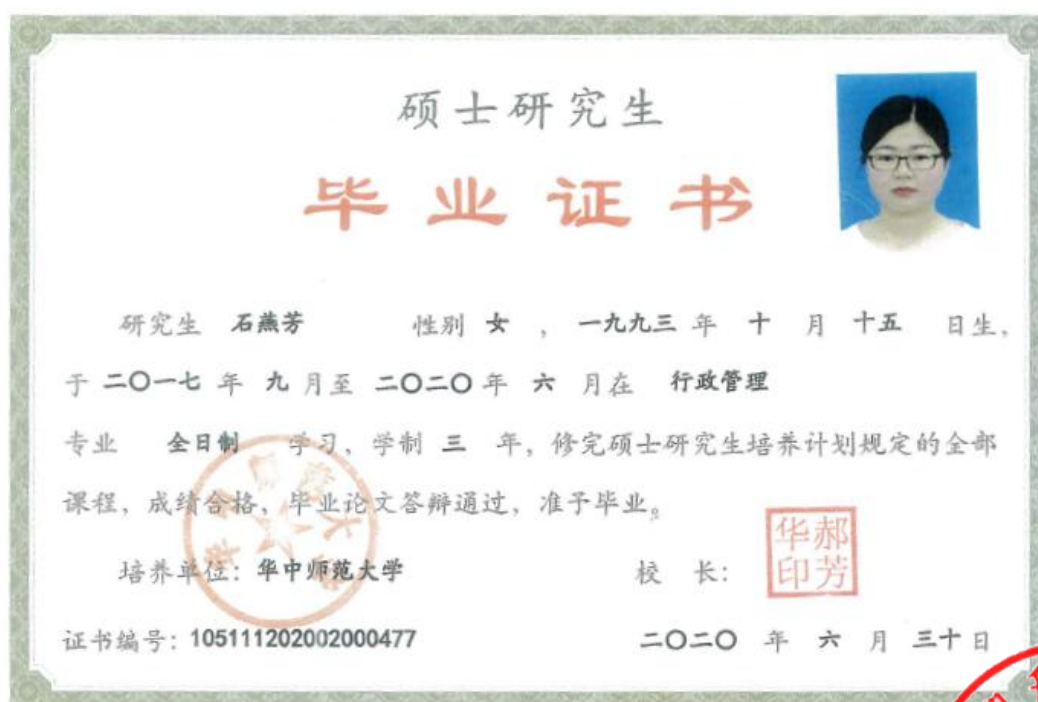 硕士研究生
毕业证书
研究生 石燕芳 性别 女 ，一九九三 年 十 月 十五 日生，
于 二〇一七 年 九 月至 二〇二〇 年 六 月在 行政管理
专业 全日制 学习，学制 三 年，修完硕士研究生培养计划规定的全部
课程，成绩合格，毕业论文答辩通过，准予毕业。
培养单位：华中师范大学
校 长：
郝芳
华印
证书编号：105111202002000477
二〇二〇 年 六 月 三十 日